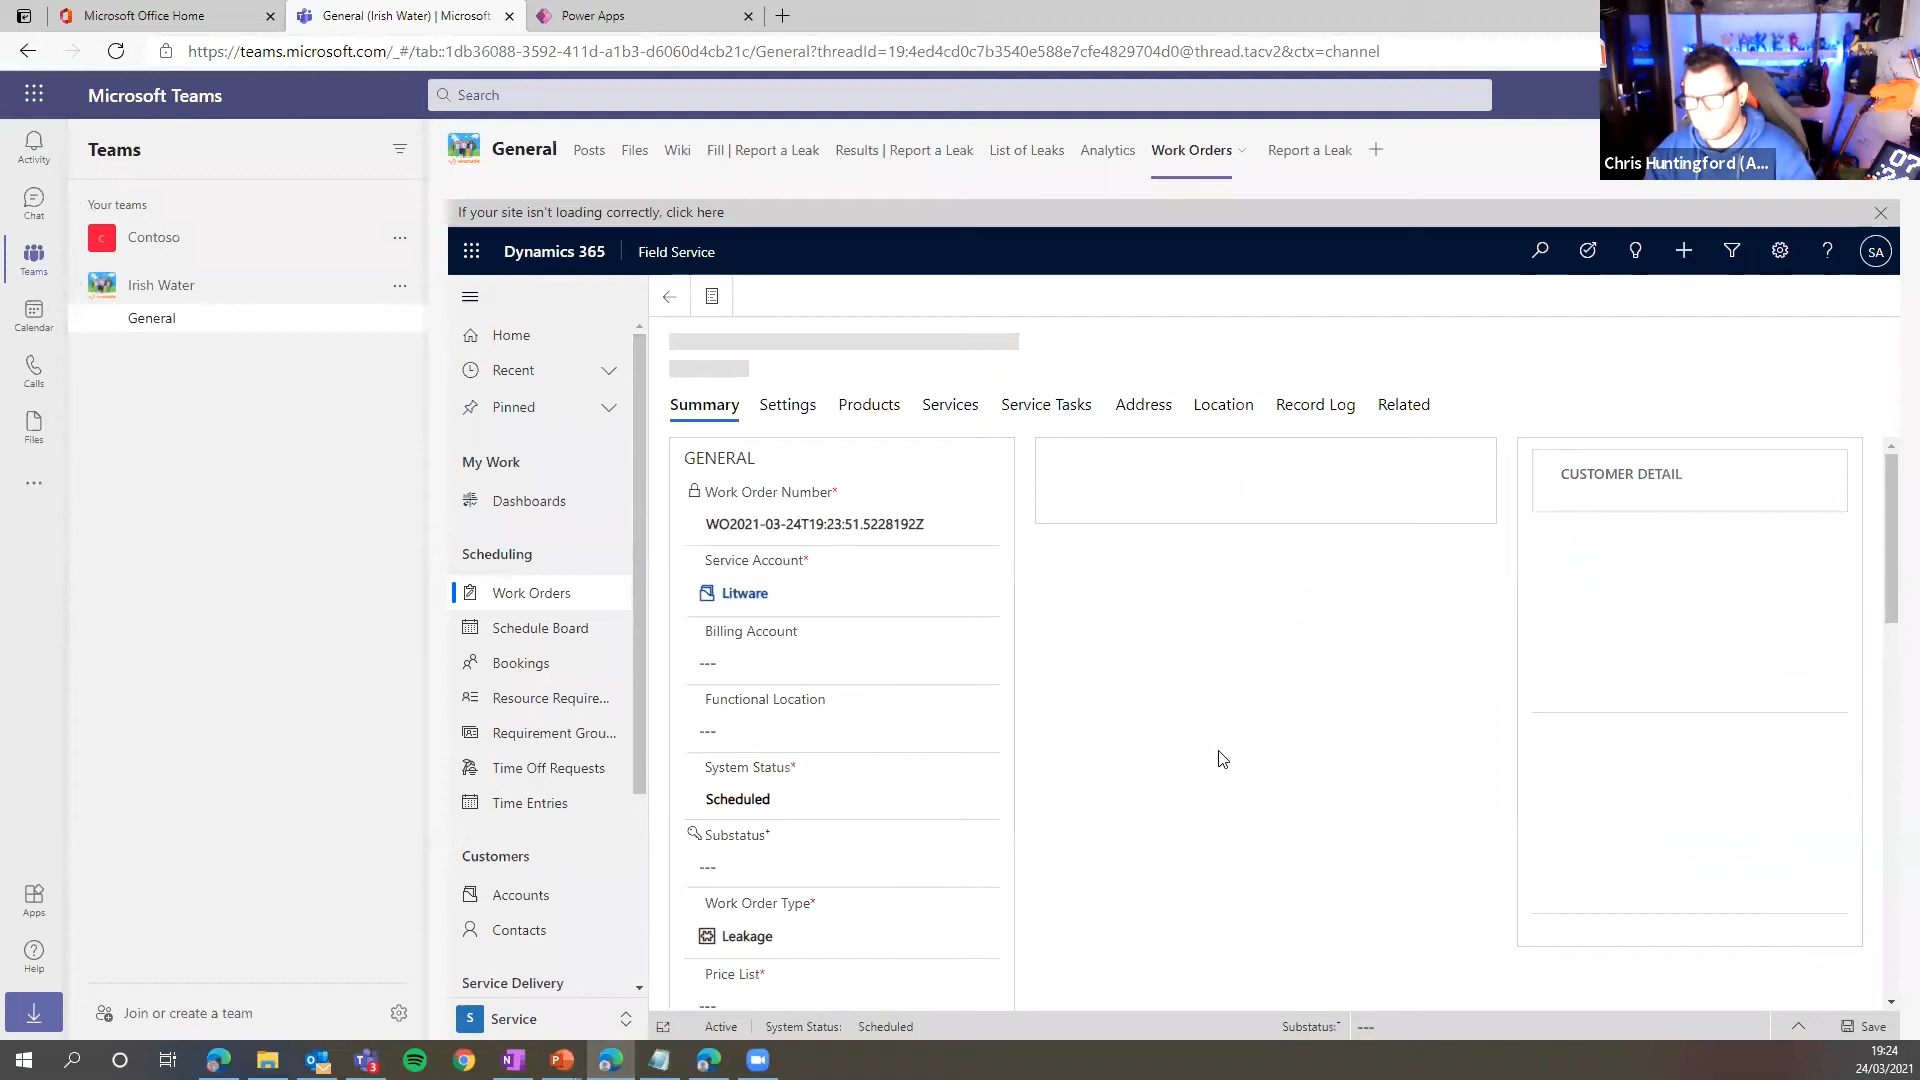 Microsoft Office Home
General (Irish Water) | Microsoft
Power Apps
https://teams.microsoft.com/_#/tab::1db36088-3592-411d-a1b3-d6060d4cb21c/General?threadId=19:4ed4cd0c7b3540e588e7cfe4829704d0@thread.tacv2&ctx=channel
Microsoft Teams
Search
Chris Huntingford (A...
Activity
Chat
Teams
Calendar
Calls
Files
Apps
Help
Teams
Your teams
C
Contoso
Irish Water
General
Join or create a team
General
Posts
Files
Wiki
Fill | Report a Leak
Results | Report a Leak
List of Leaks
Analytics
Work Orders
Report a Leak
If your site isn't loading correctly, click here
Dynamics 365
Field Service
SA
Home
Recent
Pinned
My Work
Dashboards
Scheduling
Work Orders
Schedule Board
Bookings
Resource Require...
Requirement Grou...
Time Off Requests
Time Entries
Customers
Accounts
Contacts
Service Delivery
S
Service
Summary
Settings
Products
Services
Service Tasks
Address
Location
Record Log
Related
GENERAL
Work Order Number*
WO2021-03-24T19:23:51.5228192Z
Service Account*
Litware
Billing Account
---
Functional Location
---
System Status*
Scheduled
Substatus+
---
Work Order Type*
Leakage
Price List*
---
CUSTOMER DETAIL
Active
System Status:
Scheduled
Substatus:+
---
Save
3
19:24
24/03/2021